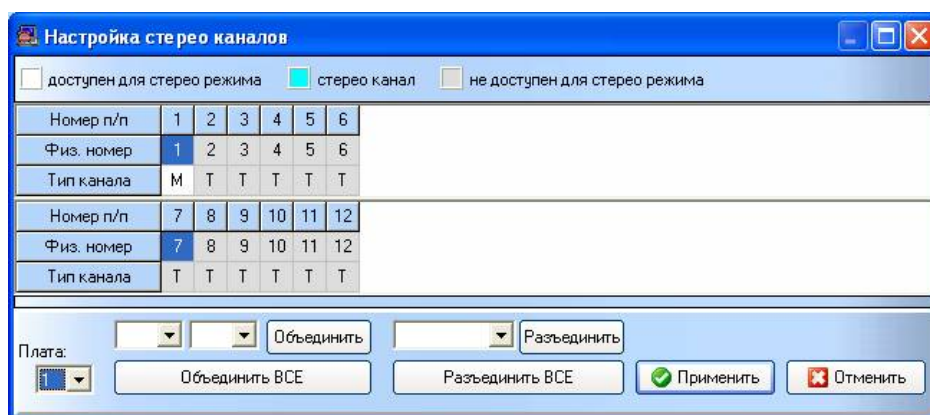 Настройка стерео каналов
доступен для стерео режима стерео канал не доступен для стерео режима
Номер п/п 1 2 3 4 5 6
Физ. номер 1 2 3 4 5 6
Тип канала М Т Т Т Т Т
Номер п/п 7 8 9 10 11 12
Физ. номер 7 8 9 10 11 12
Тип канала Т Т Т Т Т Т
Объединить Разъединить
Плата:
1 Объединить ВСЕ Разъединить ВСЕ Применить Отменить